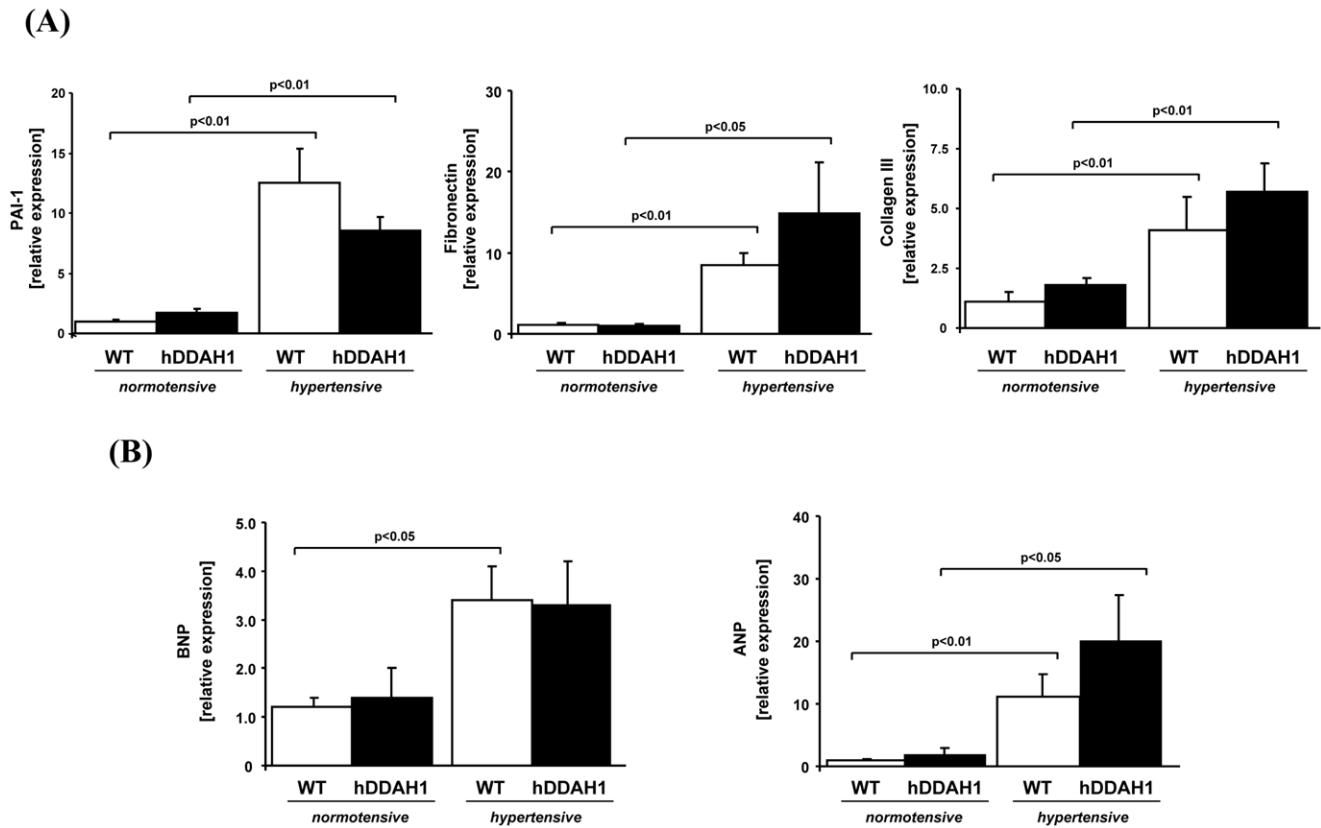 (A)
PAI-1
[relative expression]
20
15
10
5
0
p<0.01
p<0.01
WT hDDAH1 WT hDDAH1
normotensive hypertensive
Fibronectin
[relative expression]
30
20
10
0
p<0.05
p<0.01
WT hDDAH1 WT hDDAH1
normotensive hypertensive
Collagen III
[relative expression]
10.0
7.5
5.0
2.5
0
p<0.01
p<0.01
WT hDDAH1 WT hDDAH1
normotensive hypertensive
(B)
BNP
[relative expression]
5.0
4.0
3.0
2.0
1.0
0
p<0.05
WT hDDAH1 WT hDDAH1
normotensive hypertensive
ANP
[relative expression]
40
30
20
10
0
p<0.05
p<0.01
WT hDDAH1 WT hDDAH1
normotensive hypertensive